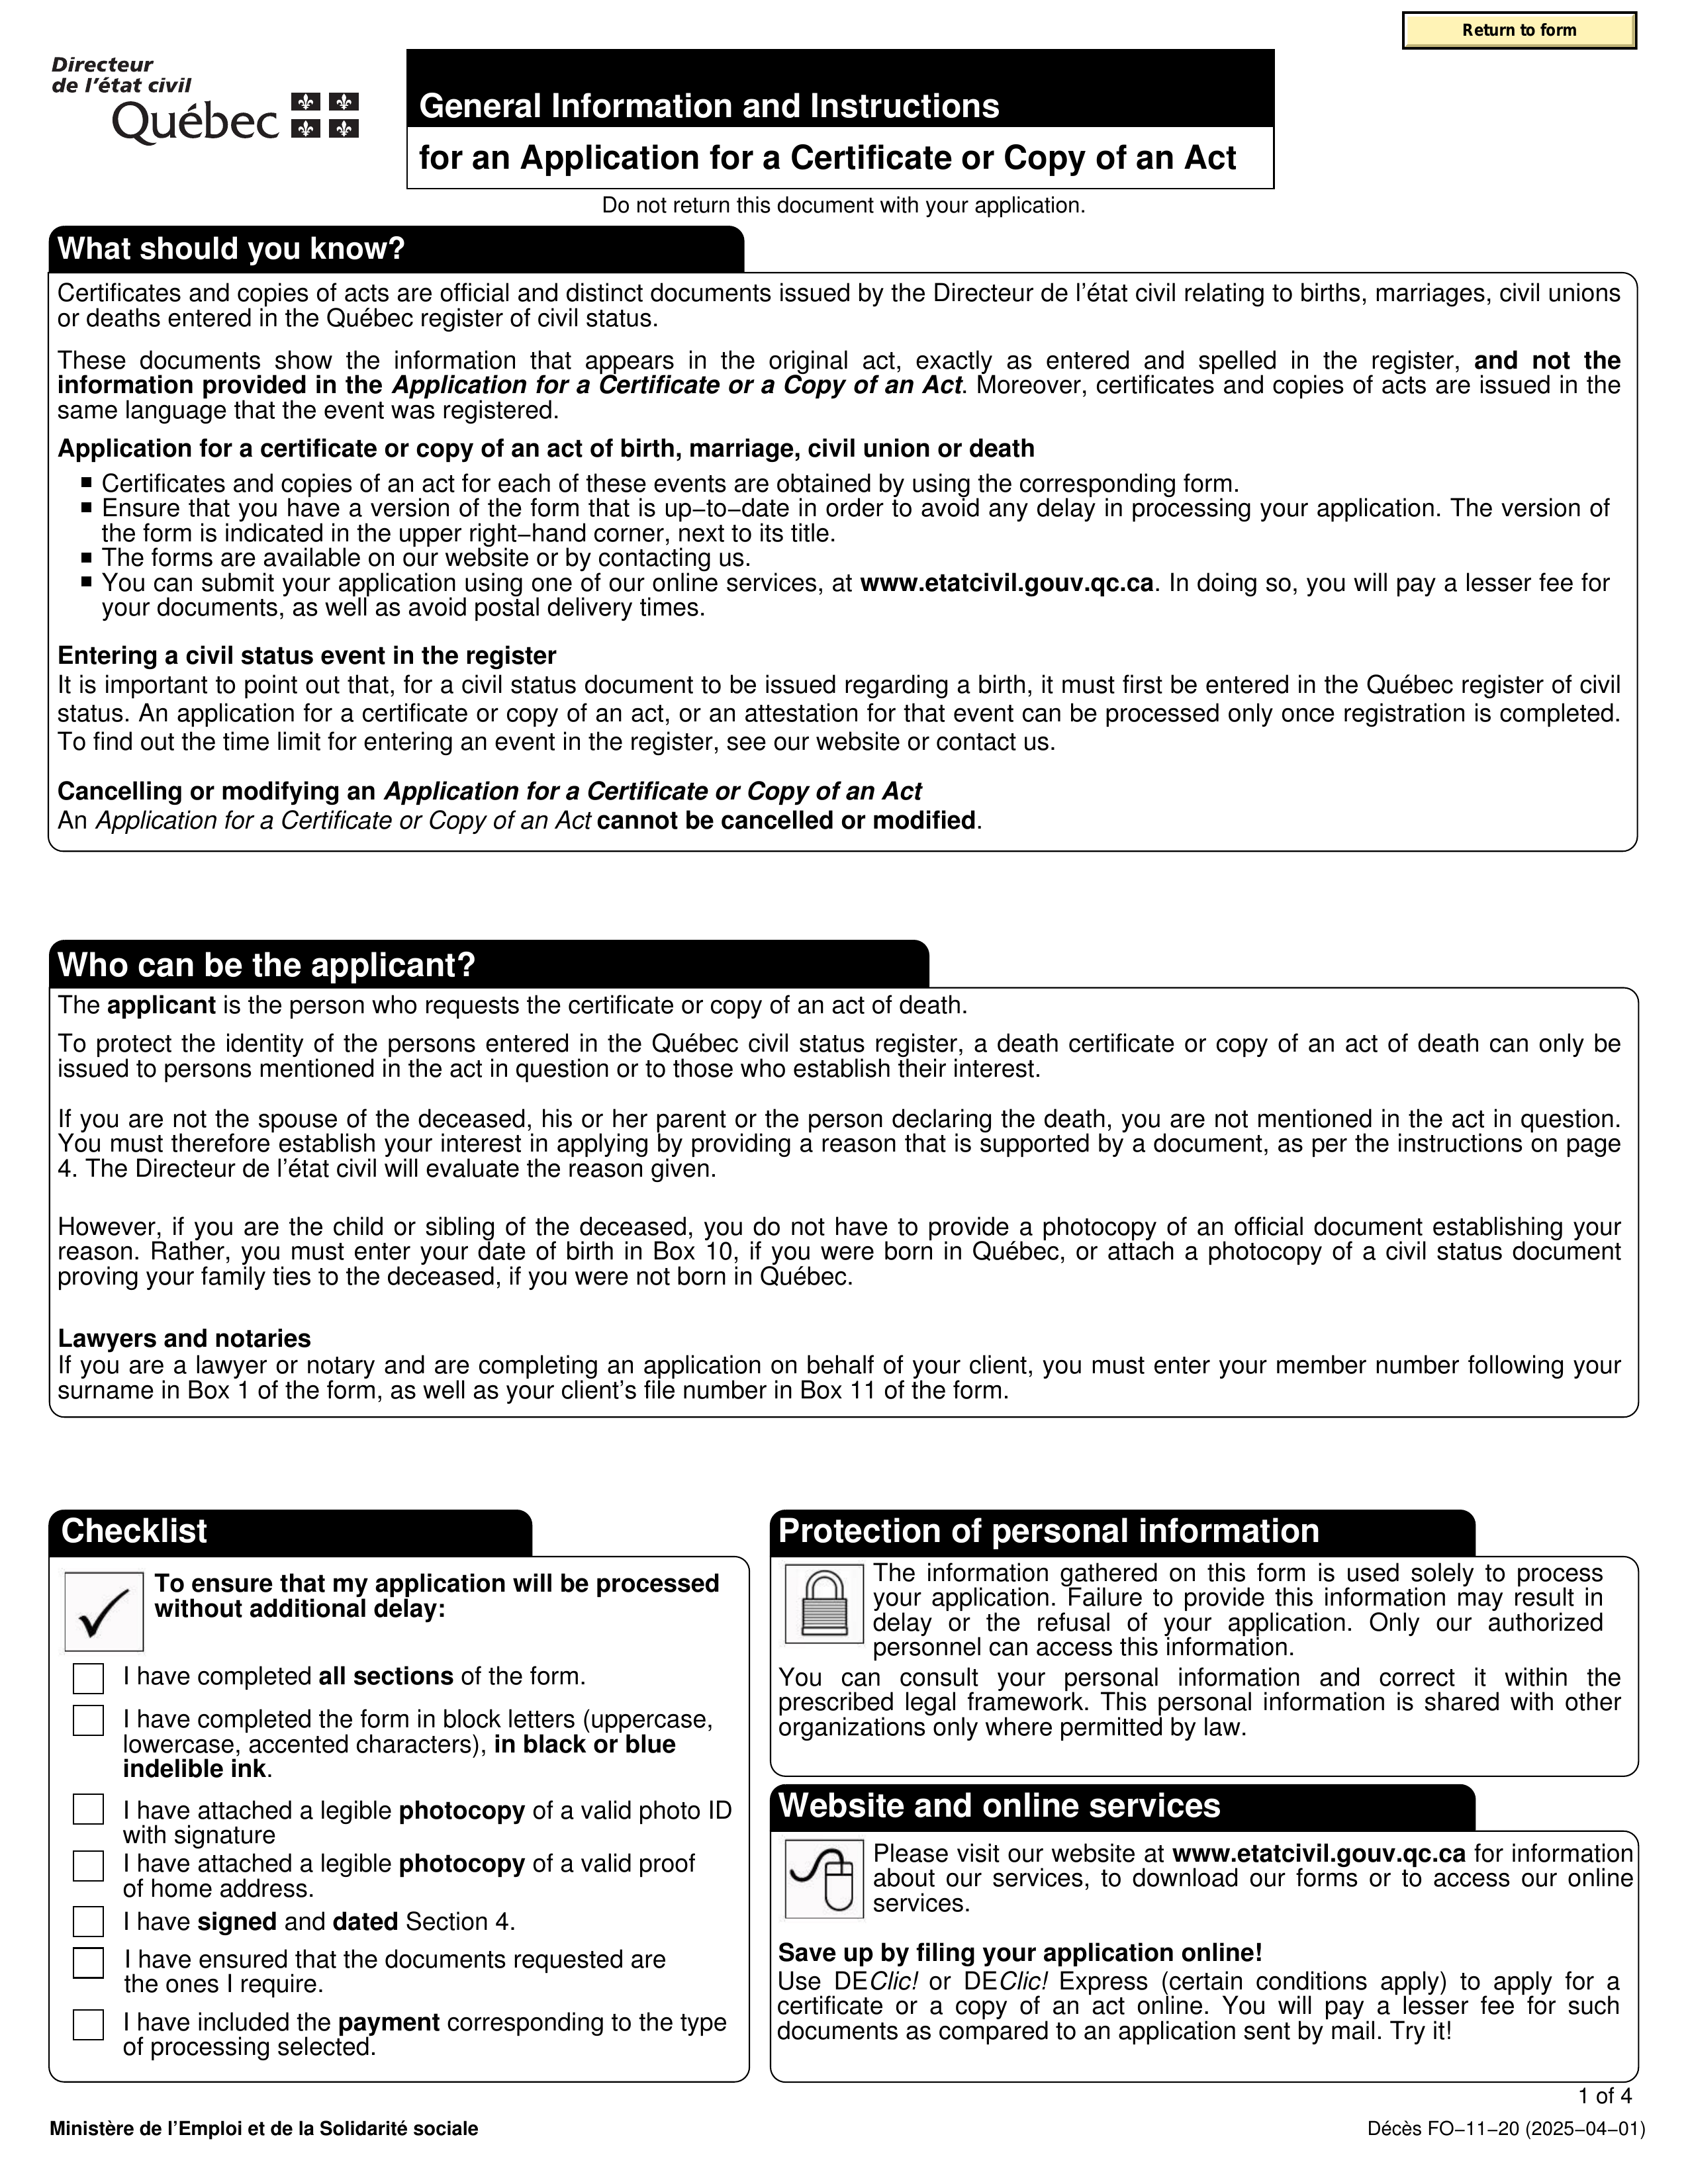 Return to form
Directeur
de l'état civil
Québec
General Information and Instructions
for an Application for a Certificate or Copy of an Act
Do not return this document with your application.
What should you know?
Certificates and copies of acts are official and distinct documents issued by the Directeur de l'état civil relating to births, marriages, civil unions
or deaths entered in the Québec register of civil status.
These documents show the information that appears in the original act, exactly as entered and spelled in the register, and not the
information provided in the Application for a Certificate or a Copy of an Act. Moreover, certificates and copies of acts are issued in the
same language that the event was registered.
Application for a certificate or copy of an act of birth, marriage, civil union or death
■ Certificates and copies of an act for each of these events are obtained by using the corresponding form.
■ Ensure that you have a version of the form that is up−to−date in order to avoid any delay in processing your application. The version of
the form is indicated in the upper right−hand corner, next to its title.
■ The forms are available on our website or by contacting us.
■ You can submit your application using one of our online services, at www.etatcivil.gouv.qc.ca. In doing so, you will pay a lesser fee for
your documents, as well as avoid postal delivery times.
Entering a civil status event in the register
It is important to point out that, for a civil status document to be issued regarding a birth, it must first be entered in the Québec register of civil
status. An application for a certificate or copy of an act, or an attestation for that event can be processed only once registration is completed.
To find out the time limit for entering an event in the register, see our website or contact us.
Cancelling or modifying an Application for a Certificate or Copy of an Act
An Application for a Certificate or Copy of an Act cannot be cancelled or modified.
Who can be the applicant?
The applicant is the person who requests the certificate or copy of an act of death.
To protect the identity of the persons entered in the Québec civil status register, a death certificate or copy of an act of death can only be
issued to persons mentioned in the act in question or to those who establish their interest.
If you are not the spouse of the deceased, his or her parent or the person declaring the death, you are not mentioned in the act in question.
You must therefore establish your interest in applying by providing a reason that is supported by a document, as per the instructions on page
4. The Directeur de l'état civil will evaluate the reason given.
However, if you are the child or sibling of the deceased, you do not have to provide a photocopy of an official document establishing your
reason. Rather, you must enter your date of birth in Box 10, if you were born in Québec, or attach a photocopy of a civil status document
proving your family ties to the deceased, if you were not born in Québec.
Lawyers and notaries
If you are a lawyer or notary and are completing an application on behalf of your client, you must enter your member number following your
surname in Box 1 of the form, as well as your client's file number in Box 11 of the form.
Checklist
To ensure that my application will be processed
without additional delay:
I have completed all sections of the form.
I have completed the form in block letters (uppercase,
lowercase, accented characters), in black or blue
indelible ink.
I have attached a legible photocopy of a valid photo ID
with signature
I have attached a legible photocopy of a valid proof
of home address.
I have signed and dated Section 4.
I have ensured that the documents requested are
the ones I require.
I have included the payment corresponding to the type
of processing selected.
Protection of personal information
The information gathered on this form is used solely to process
your application. Failure to provide this information may result in
delay or the refusal of your application. Only our authorized
personnel can access this information.
You can consult your personal information and correct it within the
prescribed legal framework. This personal information is shared with other
organizations only where permitted by law.
Website and online services
Please visit our website at www.etatcivil.gouv.qc.ca for information
about our services, to download our forms or to access our online
services.
Save up by filing your application online!
Use DEClic! or DEClic! Express (certain conditions apply) to apply for a
certificate or a copy of an act online. You will pay a lesser fee for such
documents as compared to an application sent by mail. Try it!
1 of 4
Ministère de l'Emploi et de la Solidarité sociale
Décès FO−11−20 (2025−04−01)